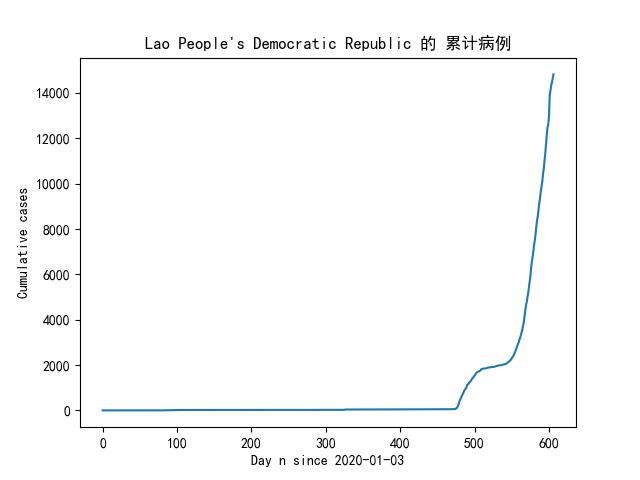 Lao People's Democratic Republic 的 累计病例
Cumulative cases
14000
12000
10000
8000
6000
4000
2000
0
0 100 200 300 400 500 600
Day n since 2020-01-03